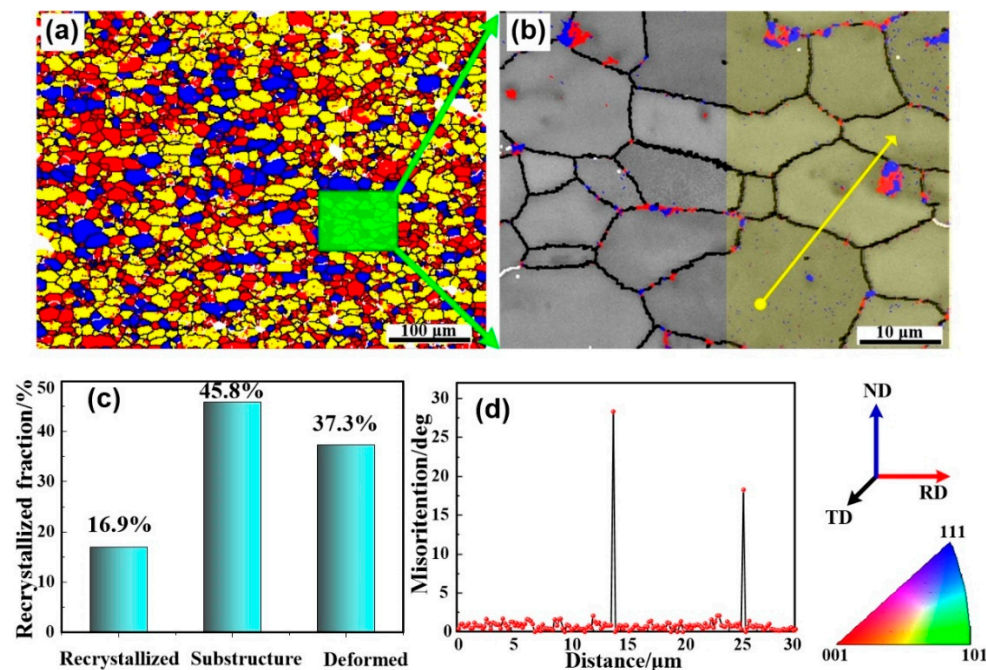 (a)
100 µm
(b)
10 µm
(c)
Recrystallized fraction/%
50
40
30
20
10
0
16.9%
45.8%
37.3%
Recrystallized Substructure Deformed
(d)
Misoritention/deg
30
25
20
15
10
5
0
0 5 10 15 20 25 30
Distance/µm
ND
RD
TD
111
001 101